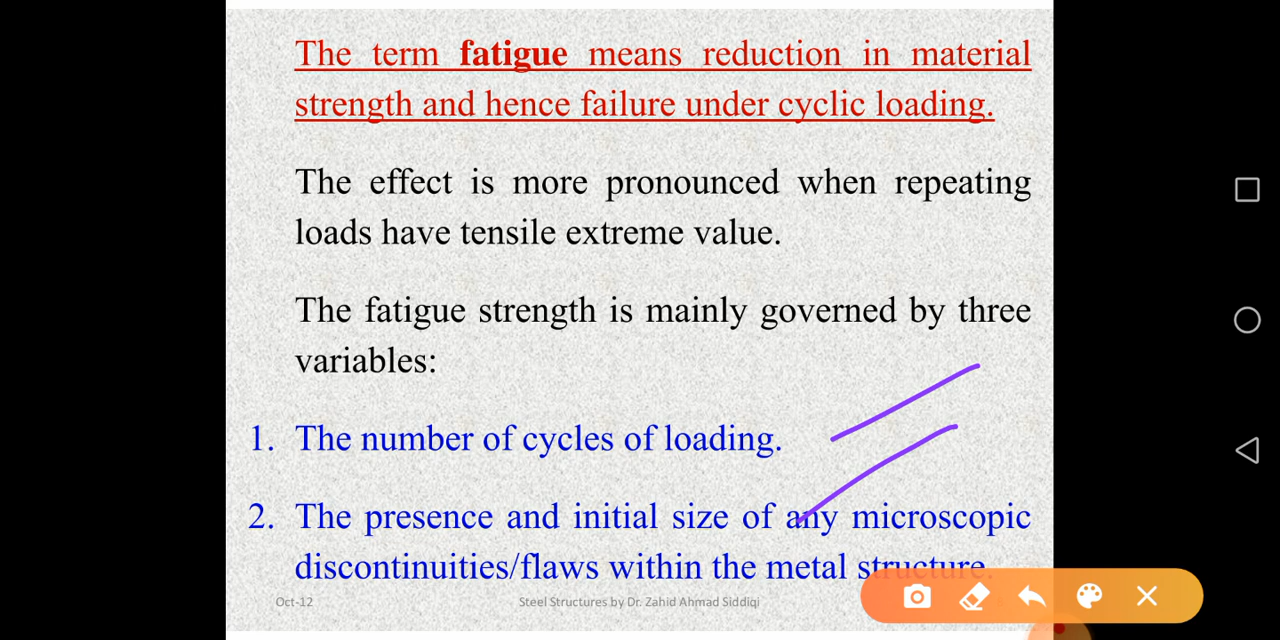 The term fatigue means reduction in material
strength and hence failure under cyclic loading.
The effect is more pronounced when repeating
loads have tensile extreme value.
The fatigue strength is mainly governed by three
variables:
1. The number of cycles of loading.
2. The presence and initial size of any microscopic
discontinuities/flaws within the metal structure.
Oct-12 Steel Structures by Dr. Zahid Ahmad Siddiqi